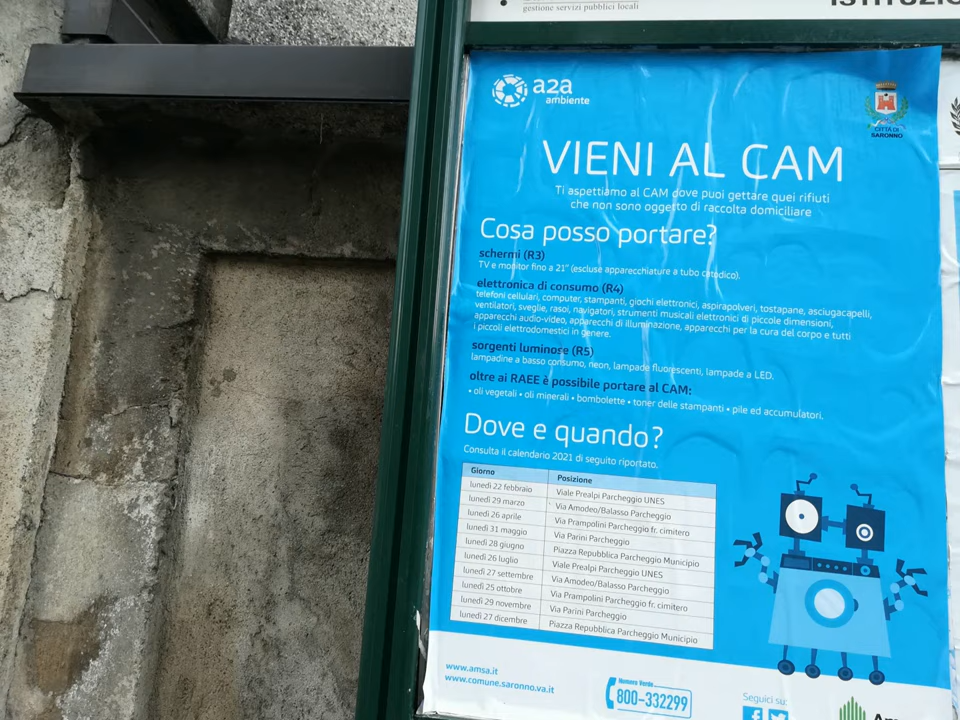 gestione servizi pubblici locali
a2a
ambiente
CITTÀ DI
SARONNO
VIENI AL CAM
Ti aspettiamo al CAM dove puoi gettare quei rifiuti
che non sono oggetto di raccolta domiciliare
Cosa posso portare?
schermi (R3)
TV e monitor fino a 21" (escluse apparecchiature a tubo catodico).
elettronica di consumo (R4)
telefoni cellulari, computer, stampanti, giochi elettronici, aspirapolveri, tostapane, asciugacapelli,
ventilatori, sveglie, rasoi, navigatori, strumenti musicali elettronici di piccole dimensioni,
apparecchi audio-video, apparecchi di illuminazione, apparecchi per la cura del corpo e tutti
i piccoli elettrodomestici in genere.
sorgenti luminose (R5)
lampadine a basso consumo, neon, lampade fluorescenti, lampade a LED.
oltre ai RAEE è possibile portare al CAM:
• oli vegetali • oli minerali • bombolette • toner delle stampanti • pile ed accumulatori.
Dove e quando?
Consulta il calendario 2021 di seguito riportato.
Giorno Posizione
lunedì 22 febbraio Viale Prealpi Parcheggio UNES
lunedì 29 marzo Via Amodeo/Balasso Parcheggio
lunedì 26 aprile Via Prampolini Parcheggio fr. cimitero
lunedì 31 maggio Via Parini Parcheggio
lunedì 28 giugno Piazza Repubblica Parcheggio Municipio
lunedì 26 luglio Viale Prealpi Parcheggio UNES
lunedì 27 settembre Via Amodeo/Balasso Parcheggio
lunedì 25 ottobre Via Prampolini Parcheggio fr. cimitero
lunedì 29 novembre Via Parini Parcheggio
lunedì 27 dicembre Piazza Repubblica Parcheggio Municipio
www.amsa.it
www.comune.saronno.va.it
Numero Verde
800-332299
Seguici su: